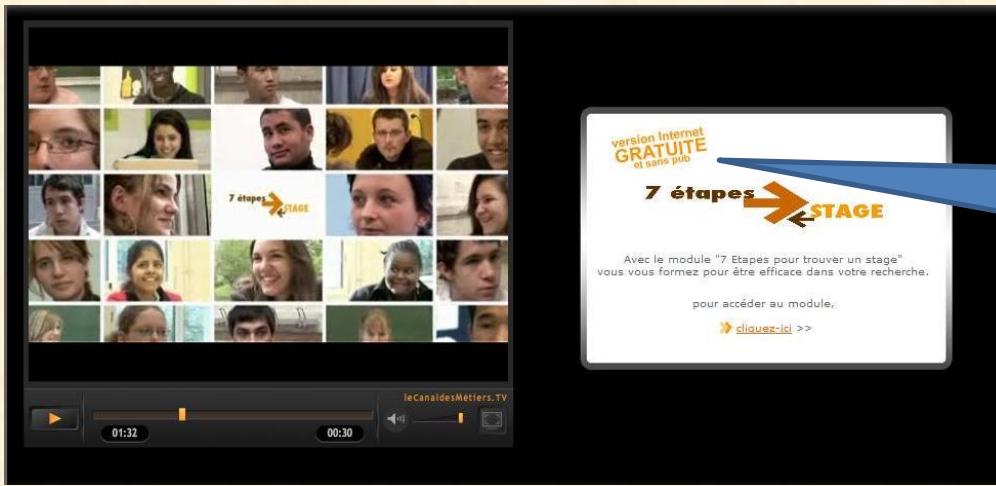 7 étapes
STAGE
leCanaldesMétiers.TV
01:32
00:30
version Internet
GRATUITE
et sans pub
7 étapes
STAGE
Avec le module "7 Etapes pour trouver un stage"
vous vous formez pour être efficace dans votre recherche.
pour accéder au module,
cliquez-ici >>